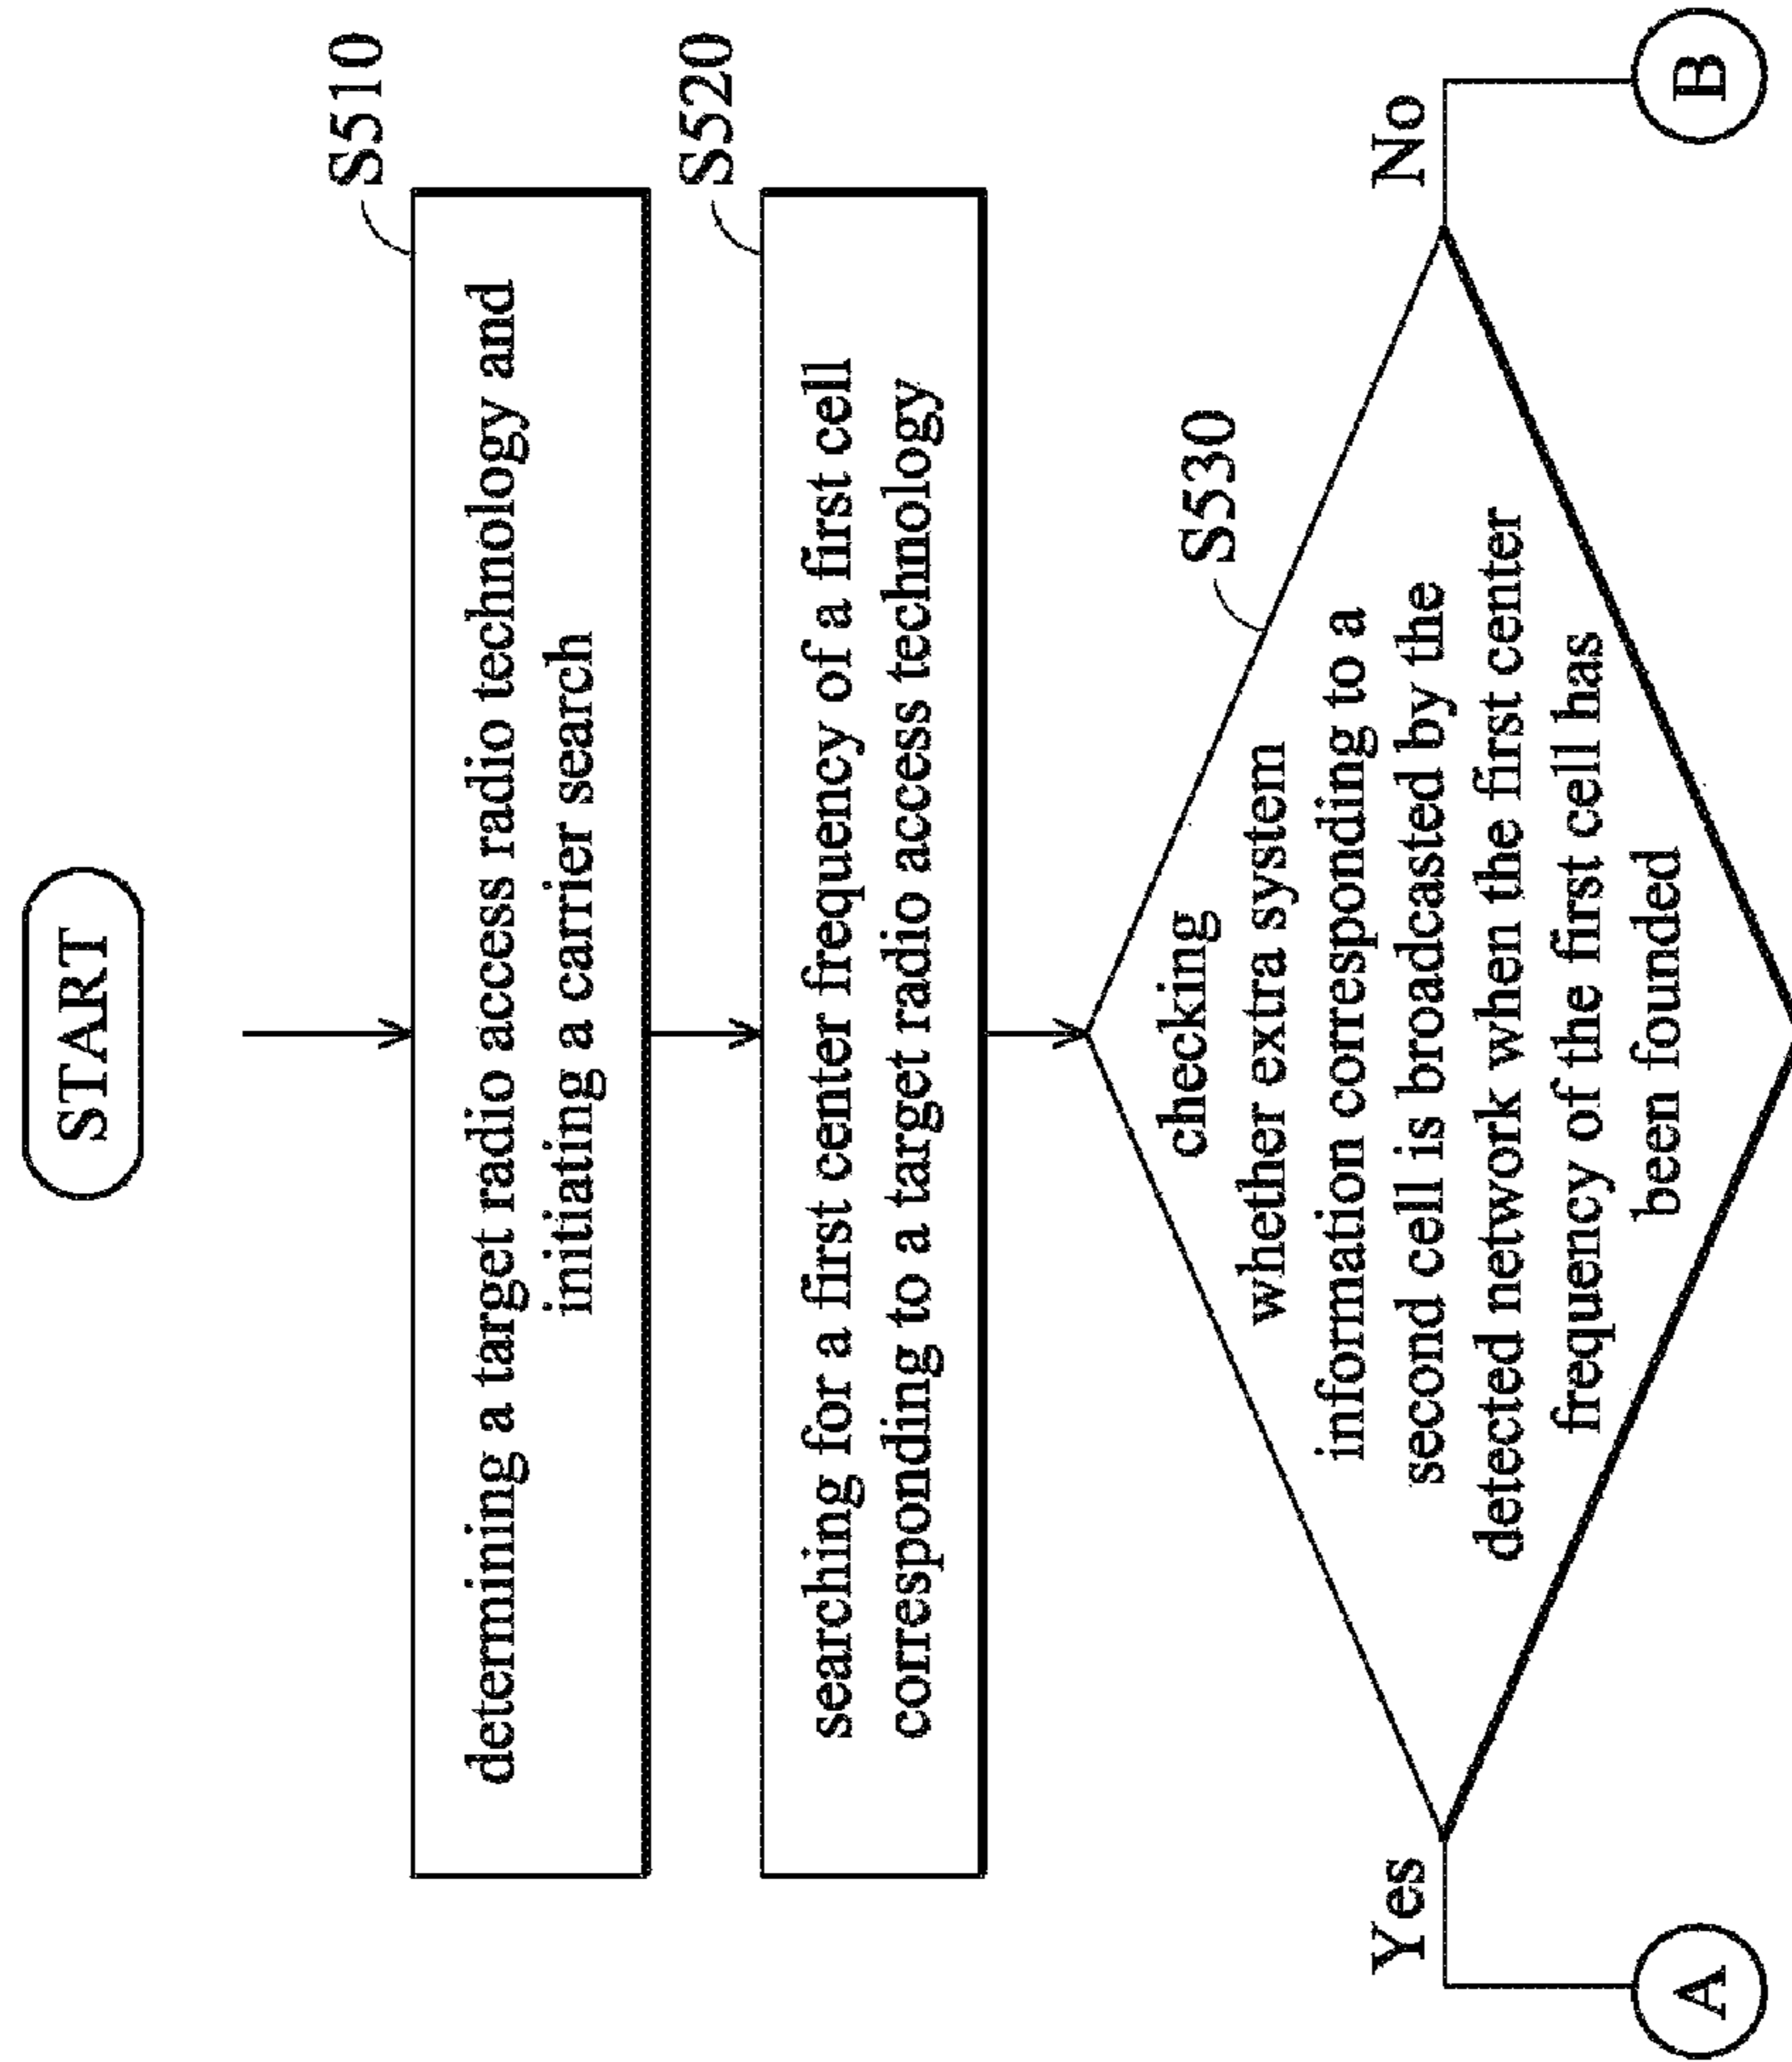 START
S510
determining a target radio access radio technology and
initiating a carrier search
S520
searching for a first center frequency of a first cell
corresponding to a target radio access technology
S530
checking
whether extra system
information corresponding to a
second cell is broadcasted by the
detected network when the first center
frequency of the first cell has
been founded
Yes
No
A
B